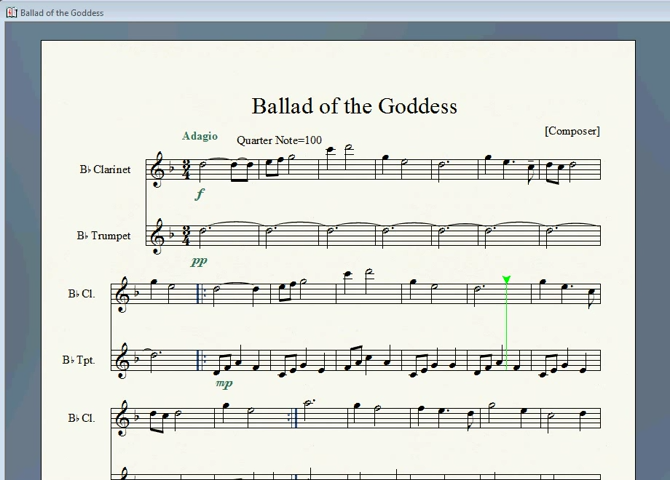 Ballad of the Goddess
Ballad of the Goddess
[Composer]
Adagio
Quarter Note=100
B♭ Clarinet
f
B♭ Trumpet
pp
B♭ Cl.
B♭ Tpt.
mp
B♭ Cl.